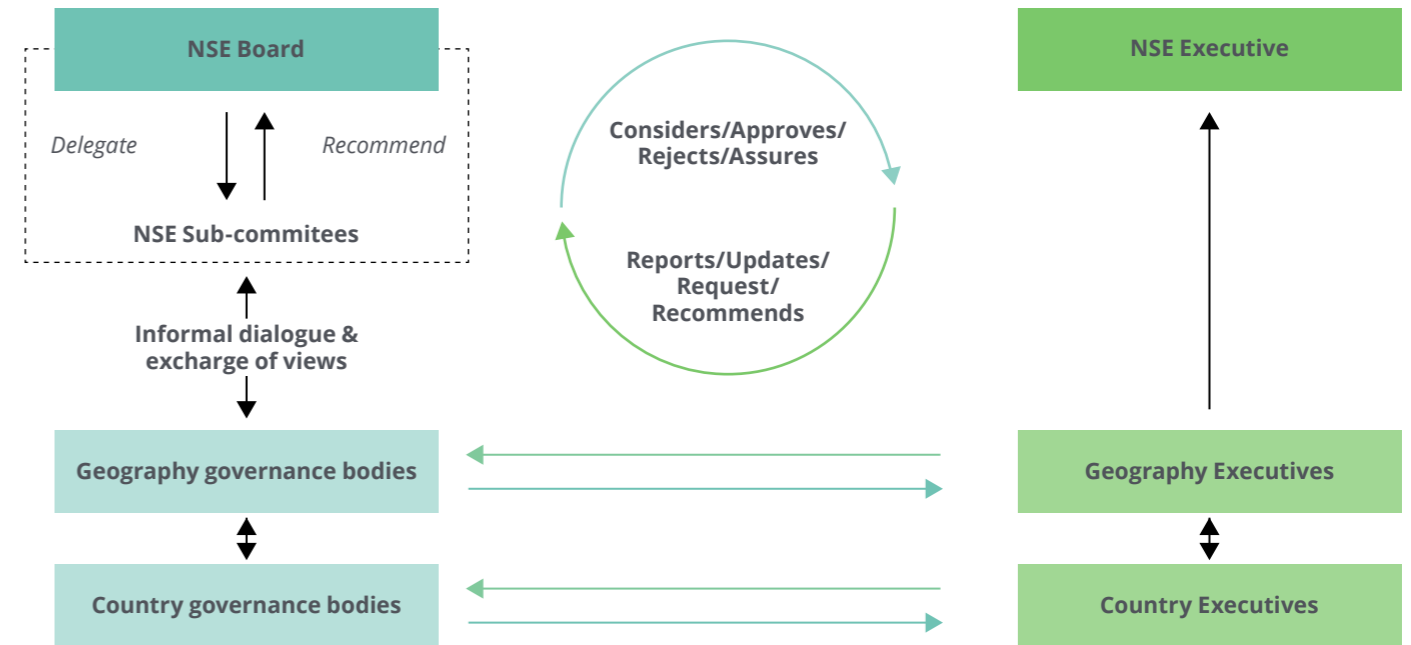 NSE Board
NSE Executive
Considers/Approves/
Rejects/Assures
Delegate
Recommend
NSE Sub-commitees
Reports/Updates/
Request/
Recommends
Informal dialogue &
excharge of views
Geography governance bodies
Geography Executives
Country governance bodies
Country Executives